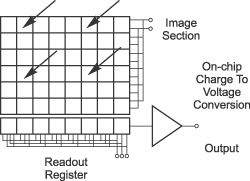 Image
Section
On-chip
Charge To
Voltage
Conversion
Output
Readout
Register